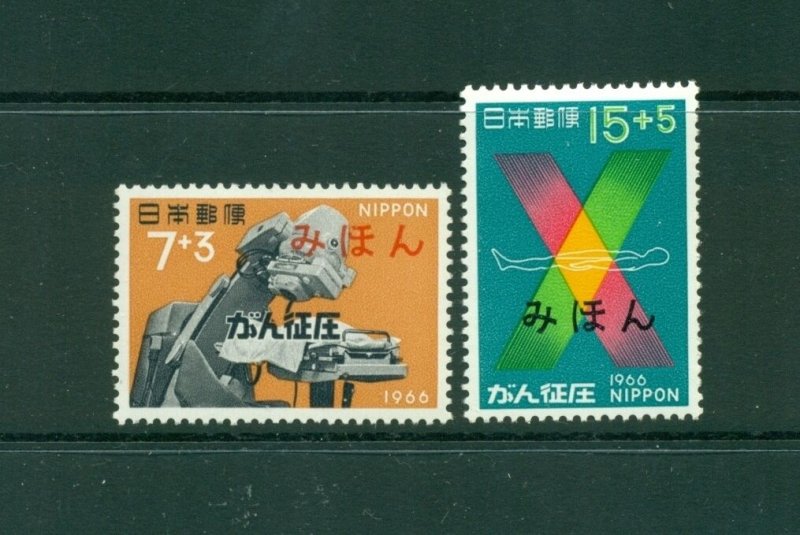 日本郵便 NIPPON
7+3 みほん
がん征圧
1966
日本郵便 15+5
みほん
がん征圧 1966
NIPPON